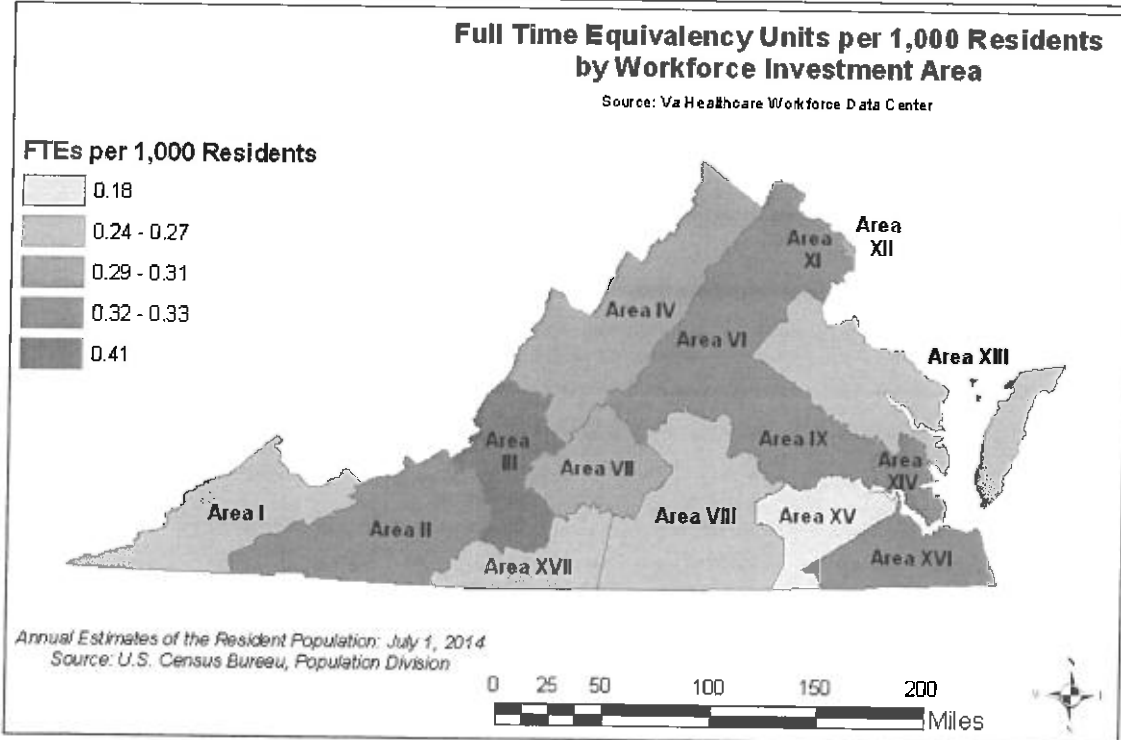 Full Time Equivalency Units per 1,000 Residents
by Workforce Investment Area
Source: Va Healthcare Workforce Data Center
FTEs per 1,000 Residents
0.18
0.24 - 0.27
0.29 - 0.31
0.32 - 0.33
0.41
Area
XII
Area
XI
Area IV
Area VI
Area XIII
Area
III
Area IX
Area VII
Area
XIV
Area I
Area II
Area VIII
Area XV
Area XVII
Area XVI
Annual Estimates of the Resident Population: July 1, 2014
Source: U.S. Census Bureau, Population Division
0 25 50 100 150 200
Miles